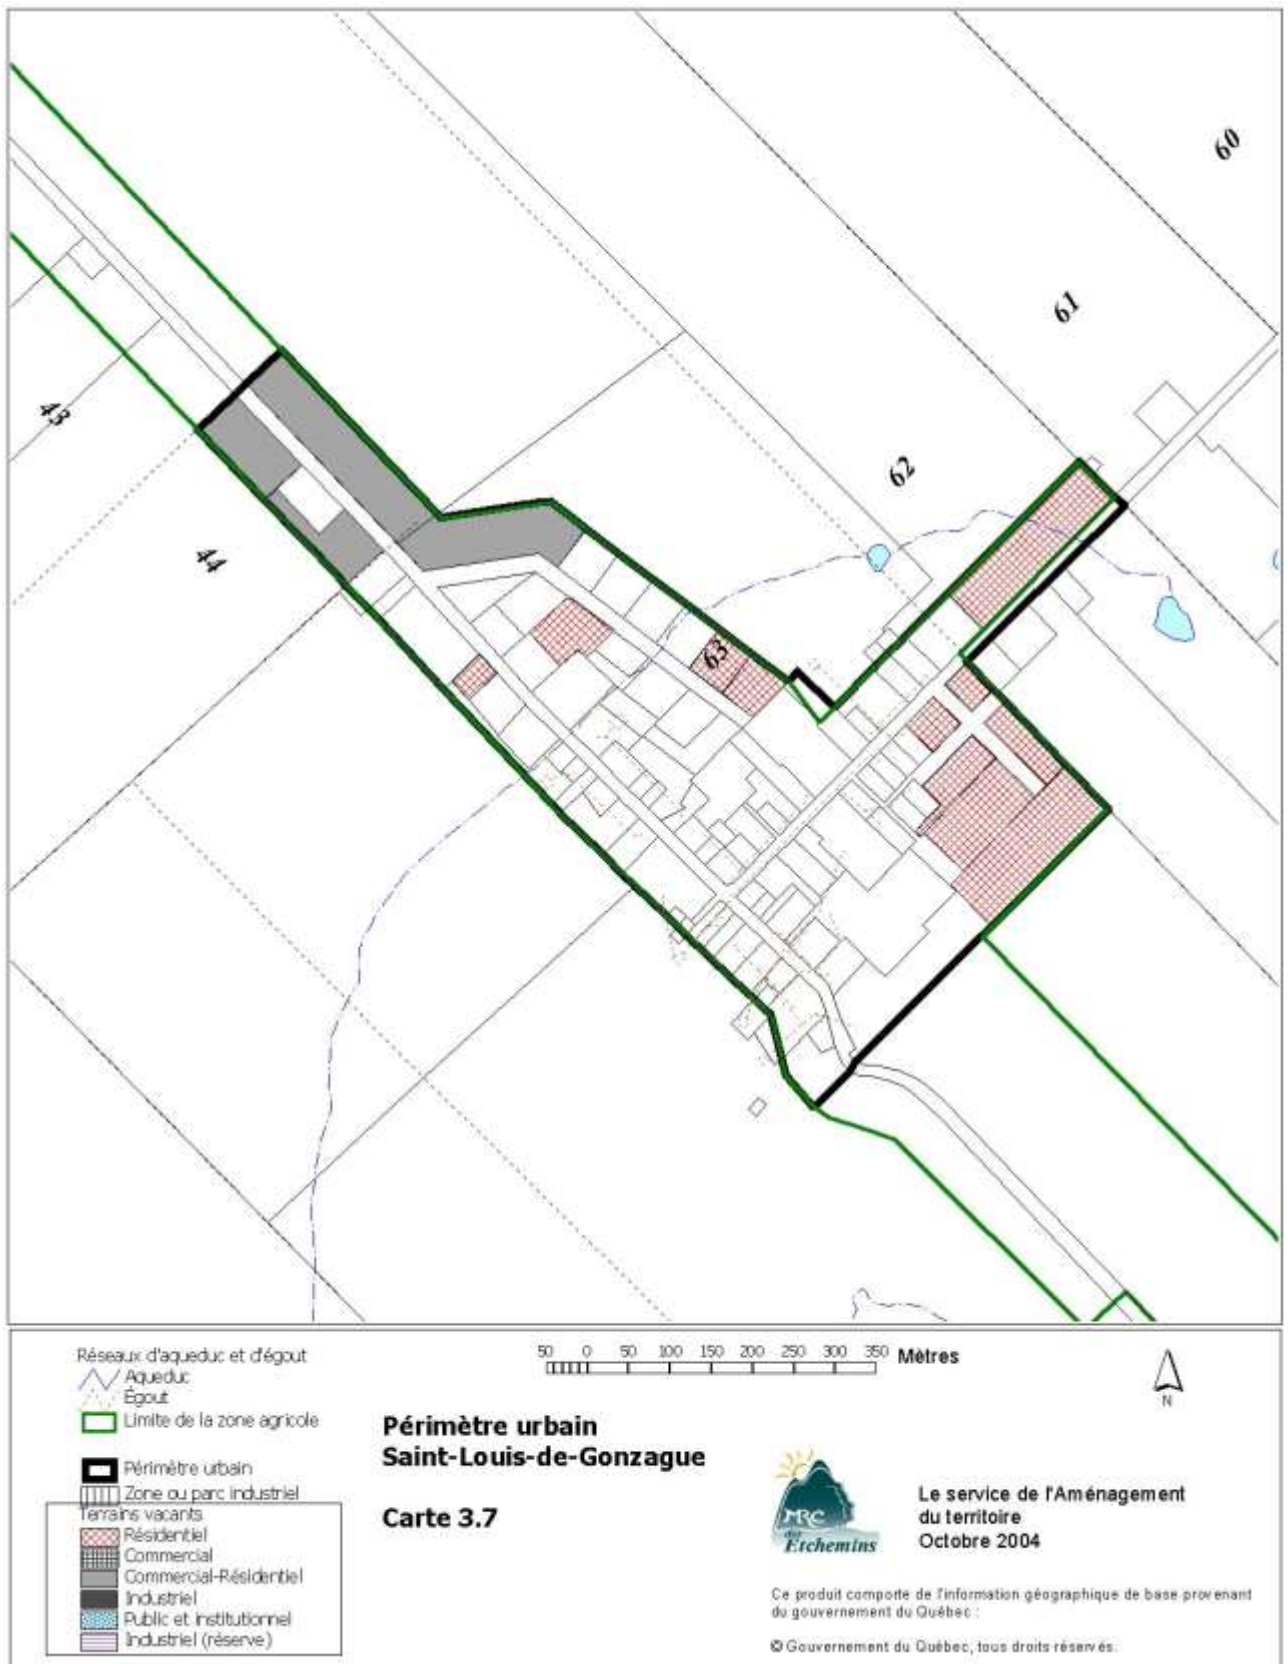 60
61
62
43
44
63
Réseaux d'aqueduc et d'égout
Aqueduc
Égout
Limite de la zone agricole
Périmètre urbain
Zone ou parc industriel
Terrains vacants
Résidentiel
Commercial
Commercial-Résidentiel
Industriel
Public et institutionnel
Industriel (réserve)
50 0 50 100 150 200 250 300 350 Mètres
N
Périmètre urbain
Saint-Louis-de-Gonzague
Carte 3.7
MRC
des
Etchemins
Le service de l'Aménagement
du territoire
Octobre 2004
Ce produit comporte de l'information géographique de base provenant
du gouvernement du Québec :
© Gouvernement du Québec, tous droits réservés.